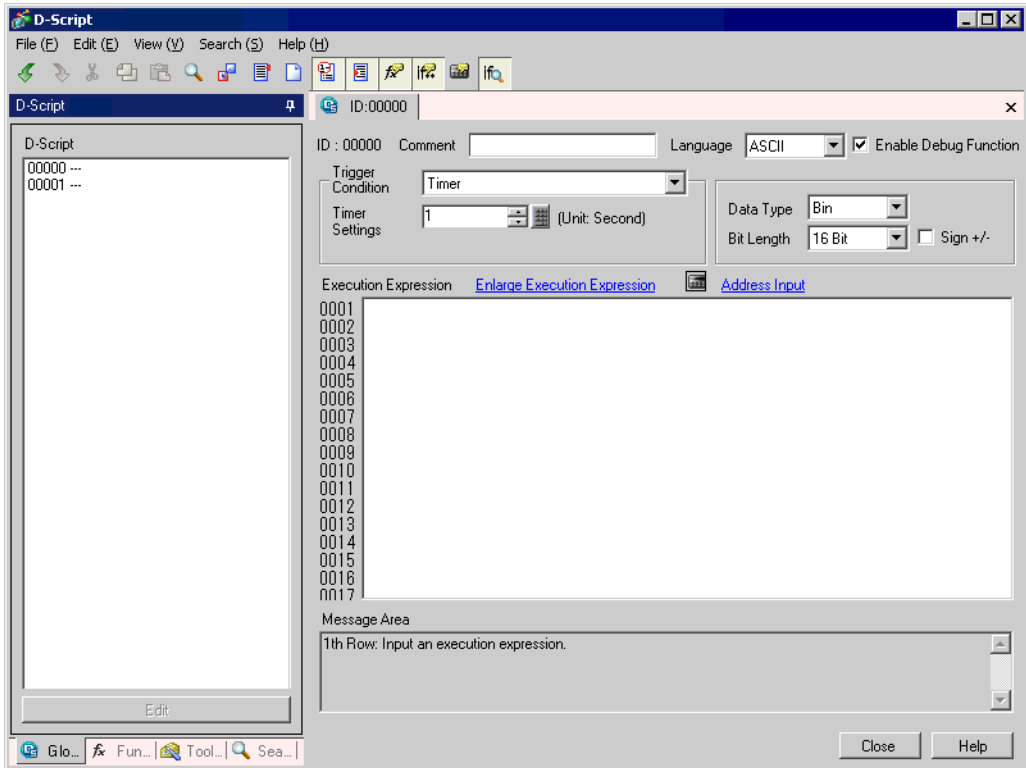 D-Script
File (F) Edit (E) View (V) Search (S) Help (H)
D-Script
ID:00000
D-Script
00000 ---
00001 ---
Edit
Glo... Fun... Tool... Sea...
ID : 00000 Comment Language ASCII Enable Debug Function
Trigger
Condition
Timer
Timer
Settings
1 (Unit: Second)
Data Type Bin
Bit Length 16 Bit Sign +/-
Execution Expression Enlarge Execution Expression Address Input
0001
0002
0003
0004
0005
0006
0007
0008
0009
0010
0011
0012
0013
0014
0015
0016
0017
Message Area
1th Row: Input an execution expression.
Close Help